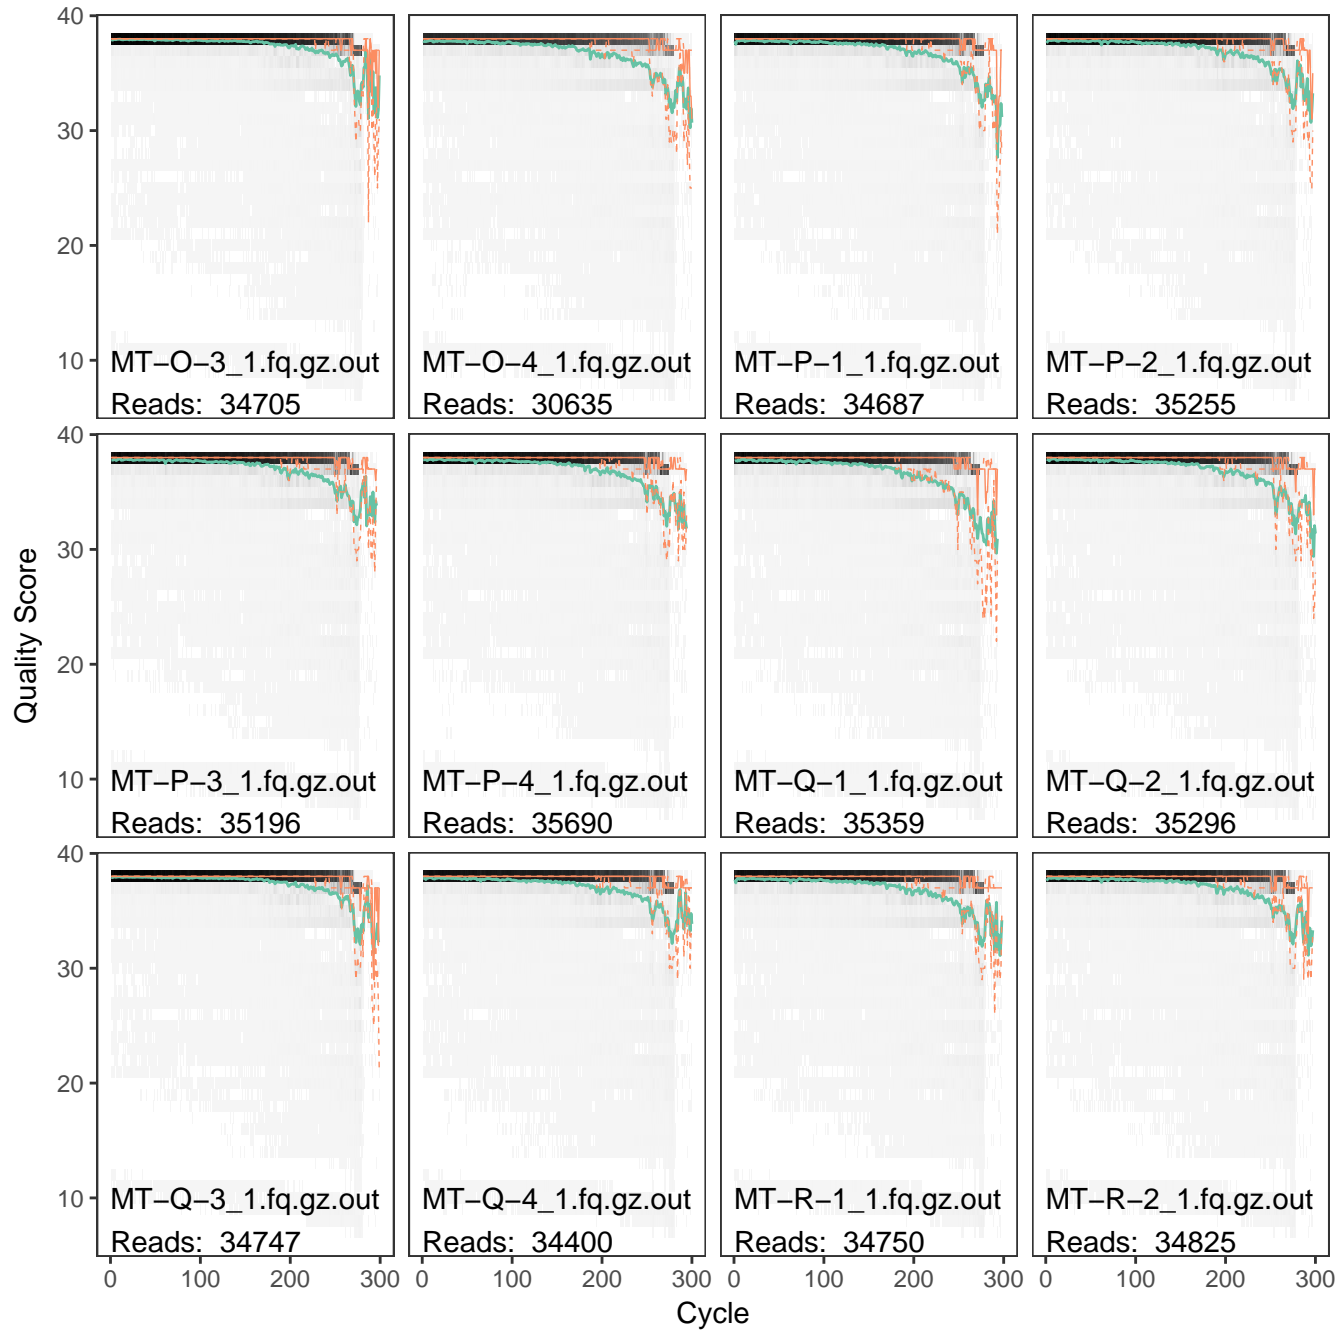 40
30
20
10
MT−O−3_1.fq.gz.out
Reads: 34705
MT−O−4_1.fq.gz.out
Reads: 30635
MT−P−1_1.fq.gz.out
Reads: 34687
MT−P−2_1.fq.gz.out
Reads: 35255
40
30
20
10
MT−P−3_1.fq.gz.out
Reads: 35196
MT−P−4_1.fq.gz.out
Reads: 35690
MT−Q−1_1.fq.gz.out
Reads: 35359
MT−Q−2_1.fq.gz.out
Reads: 35296
Quality Score
40
30
20
10
MT−Q−3_1.fq.gz.out
Reads: 34747
MT−Q−4_1.fq.gz.out
Reads: 34400
MT−R−1_1.fq.gz.out
Reads: 34750
MT−R−2_1.fq.gz.out
Reads: 34825
0 100 200 300 0 100 200 300 0 100 200 300 0 100 200 300
Cycle